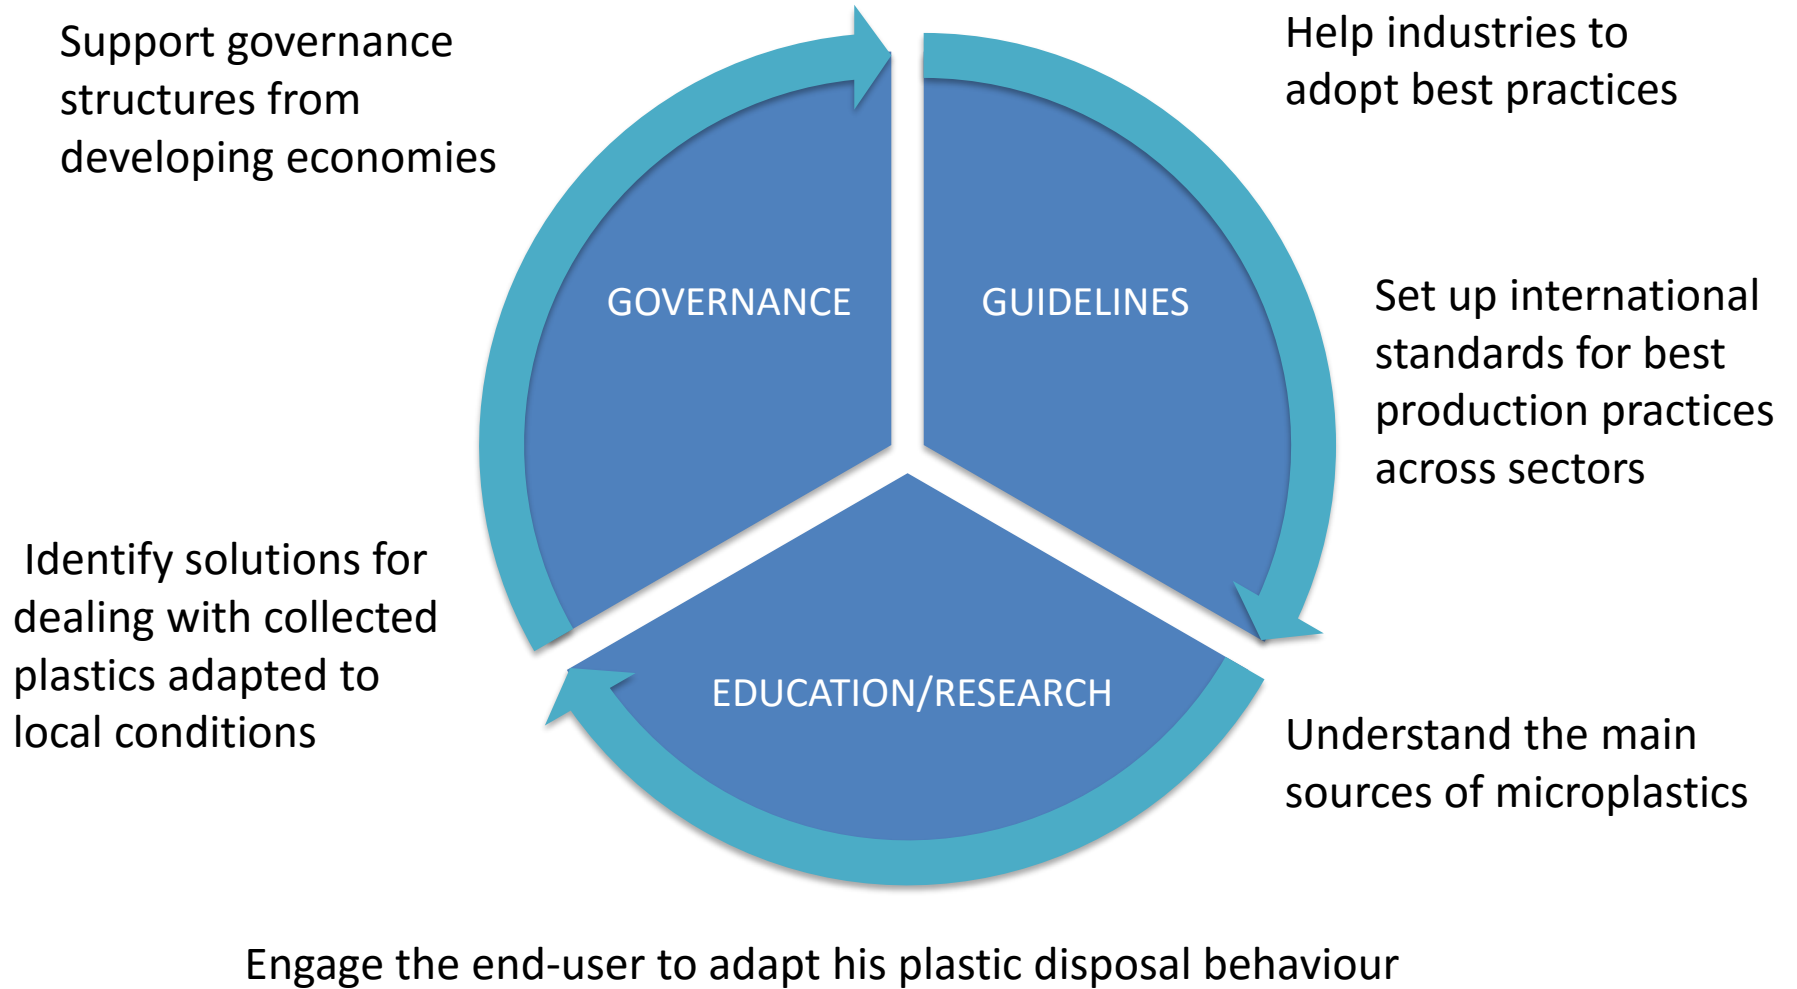 Support governance
structures from
developing economies
Help industries to
adopt best practices
GOVERNANCE
GUIDELINES
Set up international
standards for best
production practices
across sectors
Identify solutions for
dealing with collected
plastics adapted to
local conditions
EDUCATION/RESEARCH
Understand the main
sources of microplastics
Engage the end-user to adapt his plastic disposal behaviour